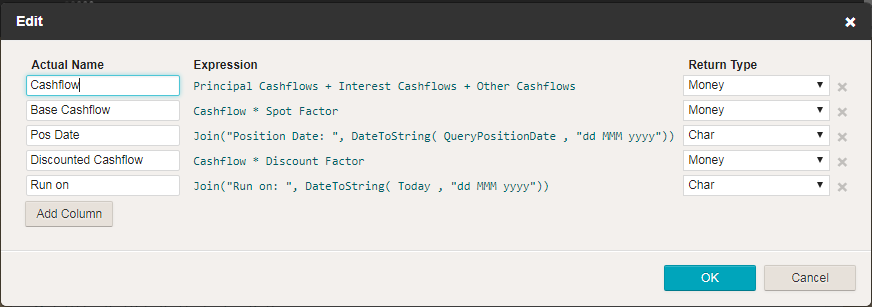 Edit
Actual Name Expression Return Type
Cashflow Principal Cashflows + Interest Cashflows + Other Cashflows Money
Base Cashflow Cashflow * Spot Factor Money
Pos Date Join("Position Date: ", DateToString( QueryPositionDate , "dd MMM yyyy")) Char
Discounted Cashflow Cashflow * Discount Factor Money
Run on Join("Run on: ", DateToString( Today , "dd MMM yyyy")) Char
Add Column
OK Cancel